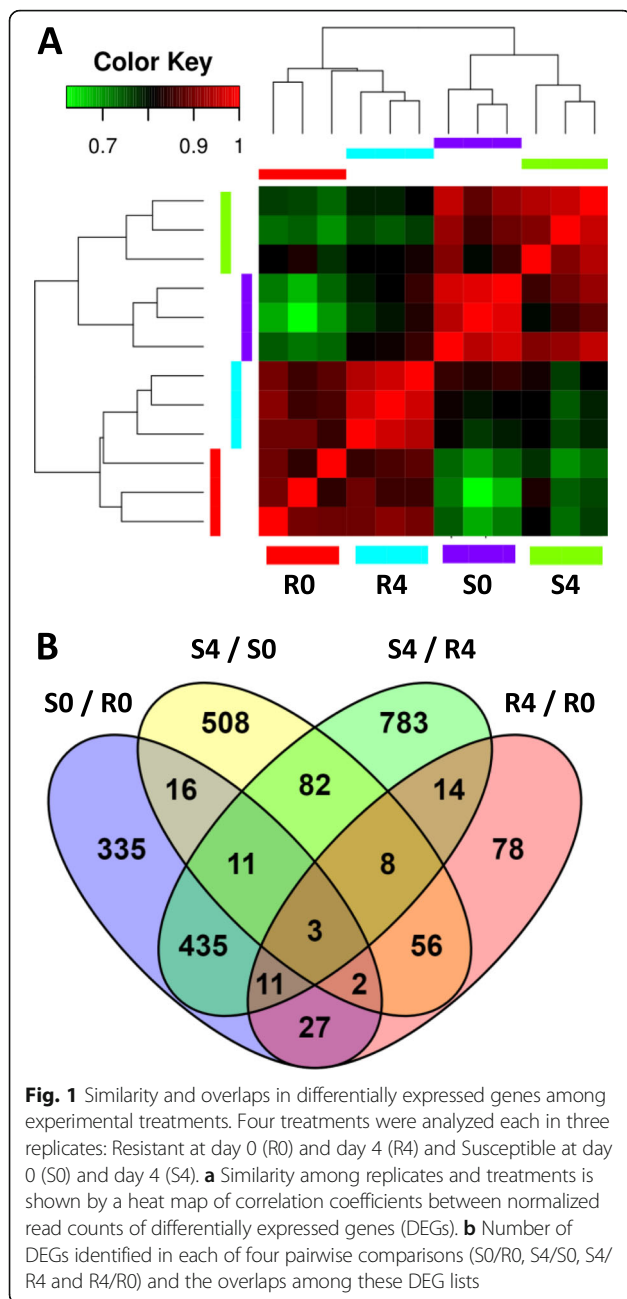 A
Color Key
0.7 0.9 1
R0 R4 S0 S4
B
S4 / S0 S4 / R4
S0 / R0 R4 / R0
508 783
16 82 14
335 11 8 78
3
435 56
11 2
27
Fig. 1 Similarity and overlaps in differentially expressed genes among
experimental treatments. Four treatments were analyzed each in three
replicates: Resistant at day 0 (R0) and day 4 (R4) and Susceptible at day
0 (S0) and day 4 (S4). a Similarity among replicates and treatments is
shown by a heat map of correlation coefficients between normalized
read counts of differentially expressed genes (DEGs). b Number of
DEGs identified in each of four pairwise comparisons (S0/R0, S4/S0, S4/
R4 and R4/R0) and the overlaps among these DEG lists